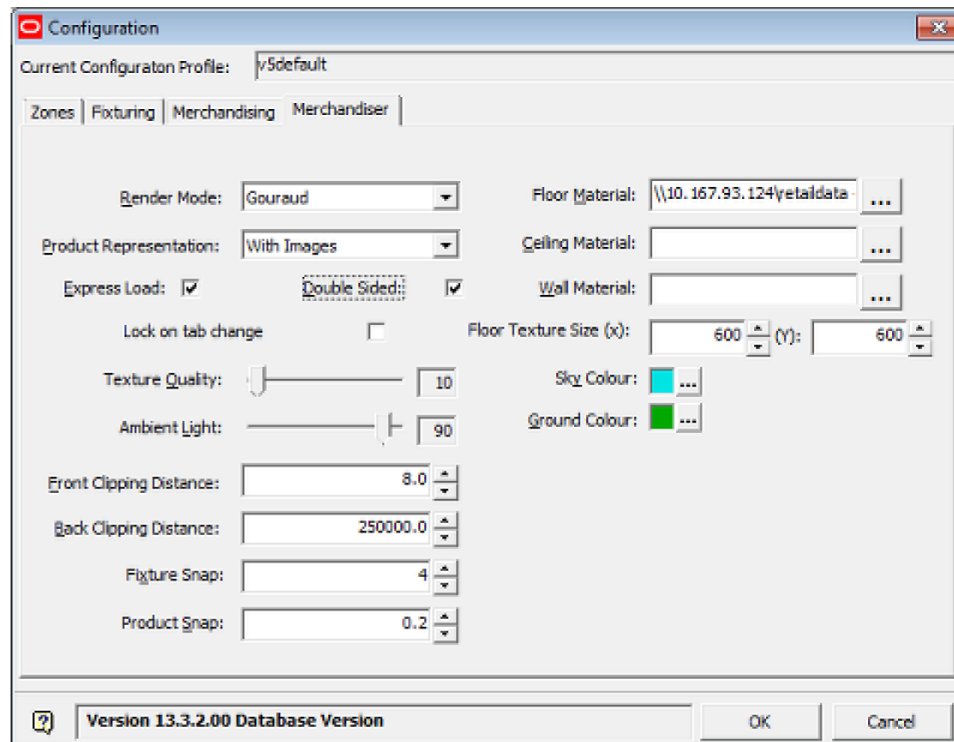 Configuration
Current Configuraton Profile: v5default
Zones Fixturing Merchandising Merchandiser
Render Mode: Gouraud Floor Material: \\10.167.93.124\retaildata ...
Product Representation: With Images Ceiling Material: ...
Express Load: Double Sided: Wall Material: ...
Lock on tab change Floor Texture Size (x): 600 (Y): 600
Texture Quality: 10 Sky Colour: ...
Ambient Light: 90 Ground Colour: ...
Front Clipping Distance: 8.0
Back Clipping Distance: 250000.0
Fixture Snap: 4
Product Snap: 0.2
Version 13.3.2.00 Database Version OK Cancel